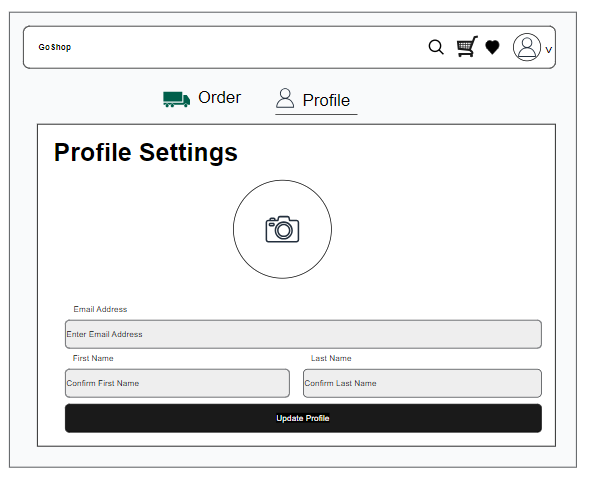 GoShop
v
Order
Profile
Profile Settings
Email Address
Enter Email Address
First Name
Last Name
Confirm First Name
Confirm Last Name
Update Profile